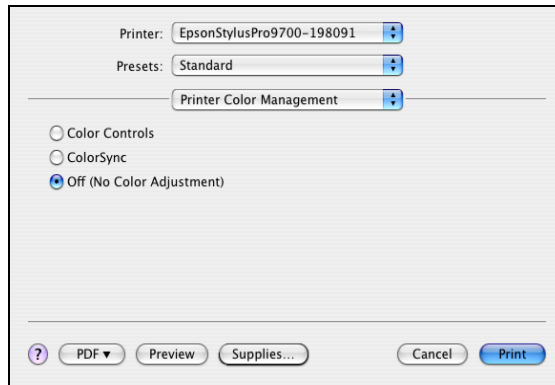 Printer: EpsonStylusPro9700-198091
Presets: Standard
Printer Color Management
Color Controls
ColorSync
Off (No Color Adjustment)
? PDF▼ Preview Supplies... Cancel Print